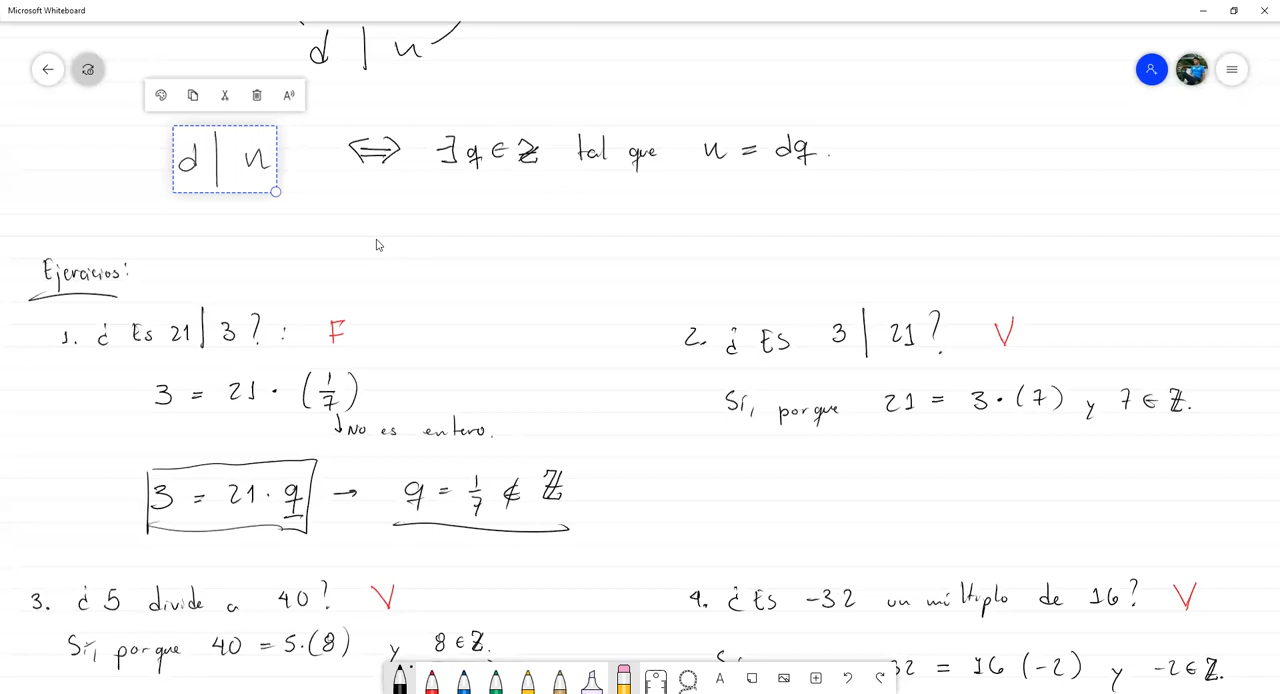 Microsoft Whiteboard
d | n
d | n ⟺ ∃ q ∈ ℤ tal que n = dq.
Ejercicios:
1. ¿ Es 21 | 3 ? : F
3 = 21 · (1/7)
↓ No es entero.
3 = 21 · q → q = 1/7 ∉ ℤ
2. ¿ Es 3 | 21 ? V
Sí, porque 21 = 3 · (7) y 7 ∈ ℤ.
3. ¿ 5 divide a 40 ? V
Sí, porque 40 = 5·(8) y 8 ∈ ℤ.
4. ¿ Es -32 un múltiplo de 16 ? V
32 = 16 (-2) y -2 ∈ ℤ.